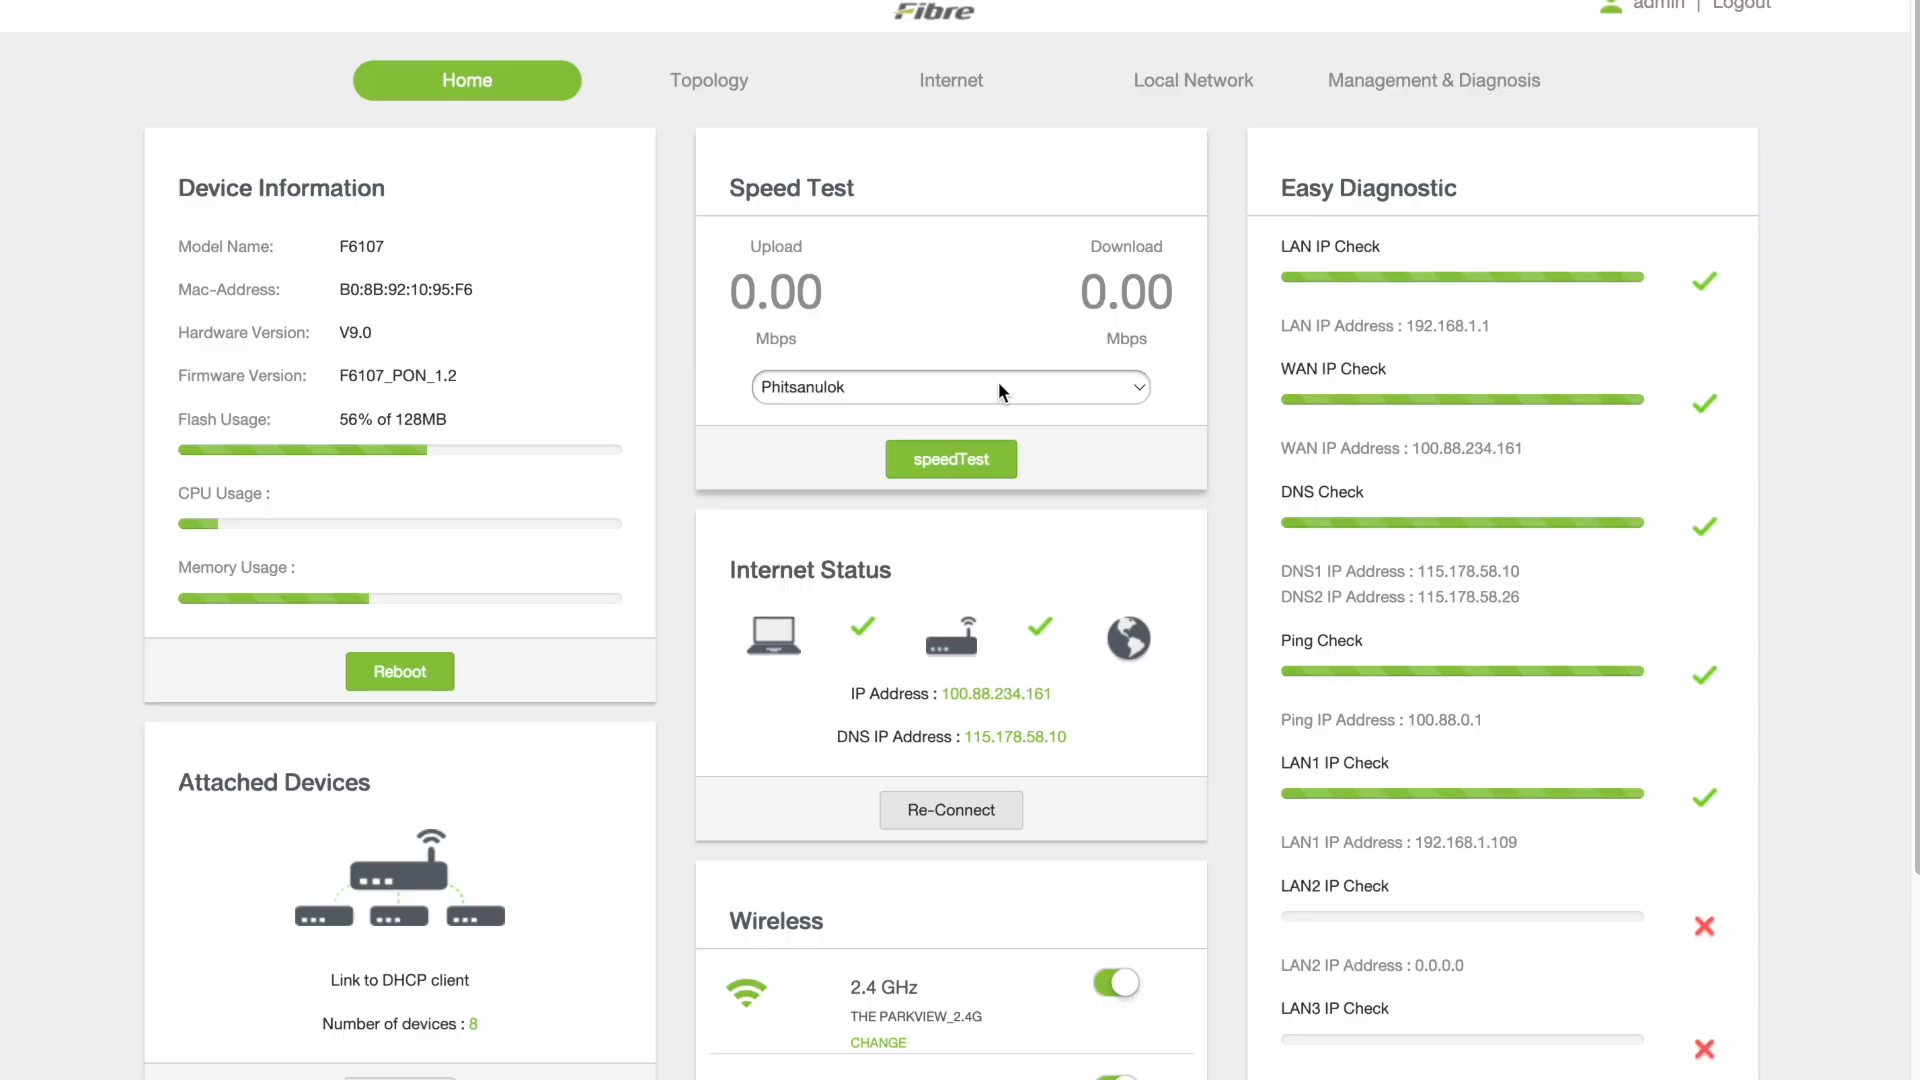 Fibre
admin | Logout
Home
Topology
Internet
Local Network
Management & Diagnosis
Device Information
Model Name: F6107
Mac-Address: B0:8B:92:10:95:F6
Hardware Version: V9.0
Firmware Version: F6107_PON_1.2
Flash Usage: 56% of 128MB
CPU Usage :
Memory Usage :
Reboot
Attached Devices
Link to DHCP client
Number of devices : 8
Speed Test
Upload
0.00
Mbps
Download
0.00
Mbps
Phitsanulok
speedTest
Internet Status
IP Address : 100.88.234.161
DNS IP Address : 115.178.58.10
Re-Connect
Wireless
2.4 GHz
THE PARKVIEW_2.4G
CHANGE
Easy Diagnostic
LAN IP Check
LAN IP Address : 192.168.1.1
WAN IP Check
WAN IP Address : 100.88.234.161
DNS Check
DNS1 IP Address : 115.178.58.10
DNS2 IP Address : 115.178.58.26
Ping Check
Ping IP Address : 100.88.0.1
LAN1 IP Check
LAN1 IP Address : 192.168.1.109
LAN2 IP Check
LAN2 IP Address : 0.0.0.0
LAN3 IP Check